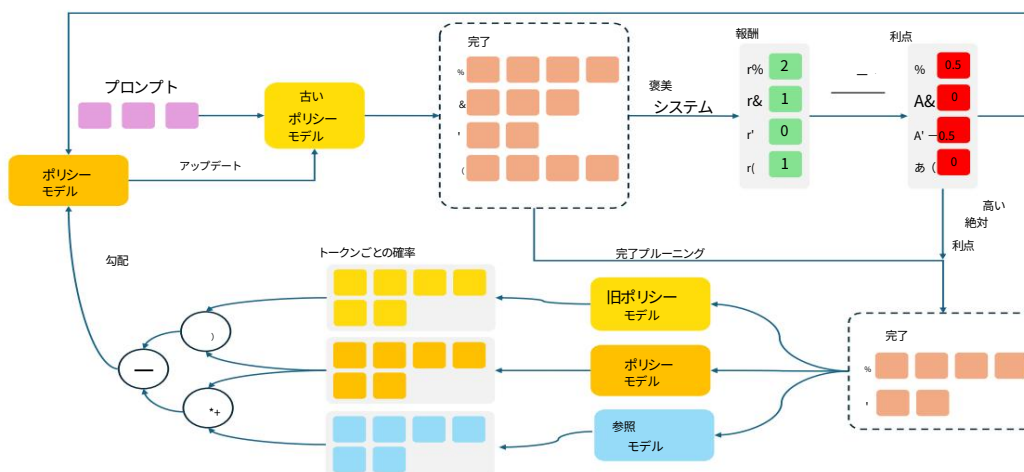 プロンプト
古い
ポリシー
モデル
アップデート
ポリシー
モデル
完了
%
&
'
(
褒美
システム
報酬
r% 2
r& 1
r' 0
r( 1
利点
% 0.5
A& 0
A' －0.5
あ ( 0
高い
絶対
利点
完了プルーニング
勾配
トークンごとの確率
)
—
*+
旧ポリシー
モデル
ポリシー
モデル
参照
モデル
完了
%
'